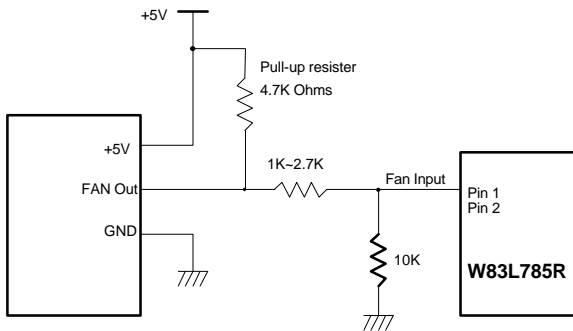 +5V
Pull-up resister
4.7K Ohms
+5V
1K~2.7K
FAN Out
Fan Input
Pin 1
Pin 2
GND
10K
W83L785R